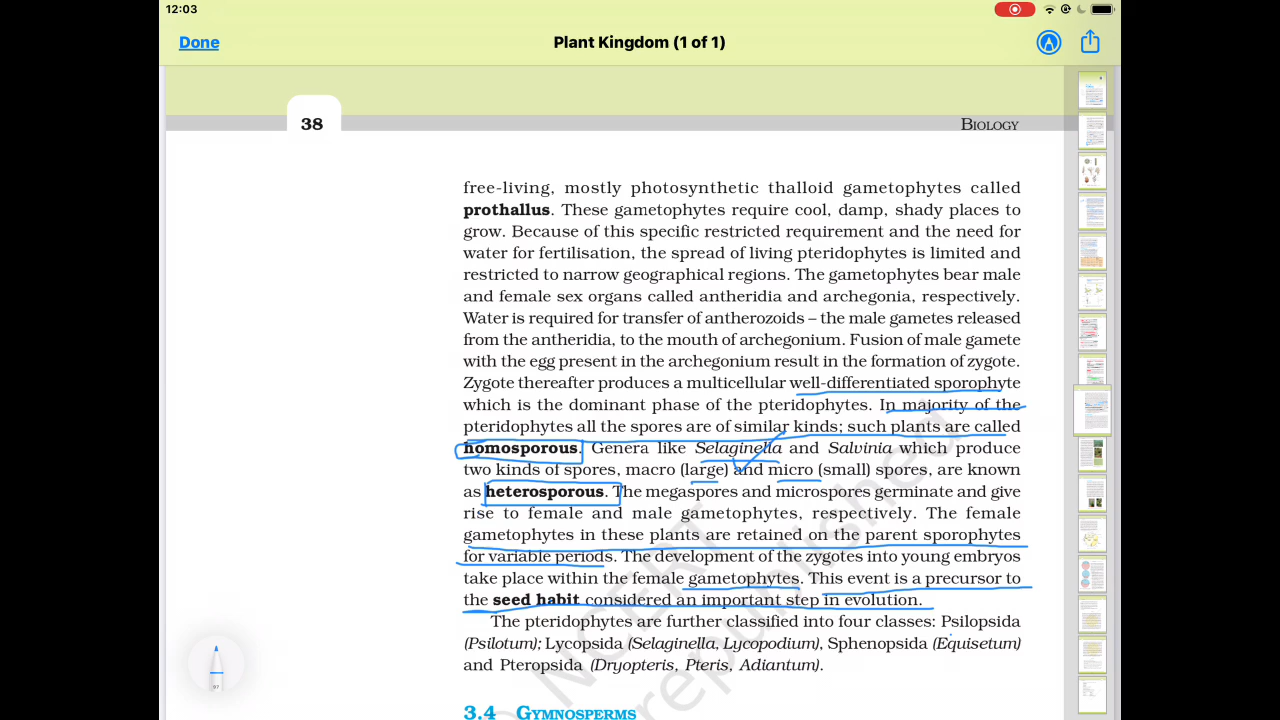 12:03
Done
Plant Kingdom (1 of 1)
38
BIOLOGY
free-living, mostly photosynthetic thalloid gametophytes called
prothallus. These gametophytes require cool, damp, shady places to
grow. Because of this specific restricted requirement and the need for
water for fertilisation, the spread of living pteridophytes is limited and
restricted to narrow geographical regions. The gametophytes bear male
and female sex organs called antheridia and archegonia, respectively.
Water is required for transfer of antherozoids – the male gametes released
from the antheridia, to the mouth of archegonium. Fusion of male gamete
with the egg present in the archegonium result in the formation of zygote.
Zygote thereafter produces a multicellular well-differentiated sporophyte
which is the dominant phase of the pteridophytes. In majority of the
pteridophytes all the spores are of similar kinds; such plants are called
homosporous. Genera like Selaginella and Salvinia which produce
two kinds of spores, macro (large) and micro (small) spores, are known
as heterosporous. The megaspores and microspores germinate and give
rise to female and male gametophytes, respectively. The female
gametophytes in these plants are retained on the parent sporophytes
for variable periods. The development of the zygotes into young embryos
take place within the female gametophytes. This event is a precursor to
the seed habit considered an important step in evolution.
The pteridophytes are further classified into four classes: Psilopsida
(Psilotum); Lycopsida (Selaginella, Lycopodium), Sphenopsida (Equisetum)
and Pteropsida (Dryopteris, Pteris, Adiantum).
3.4 GYMNOSPERMS
97